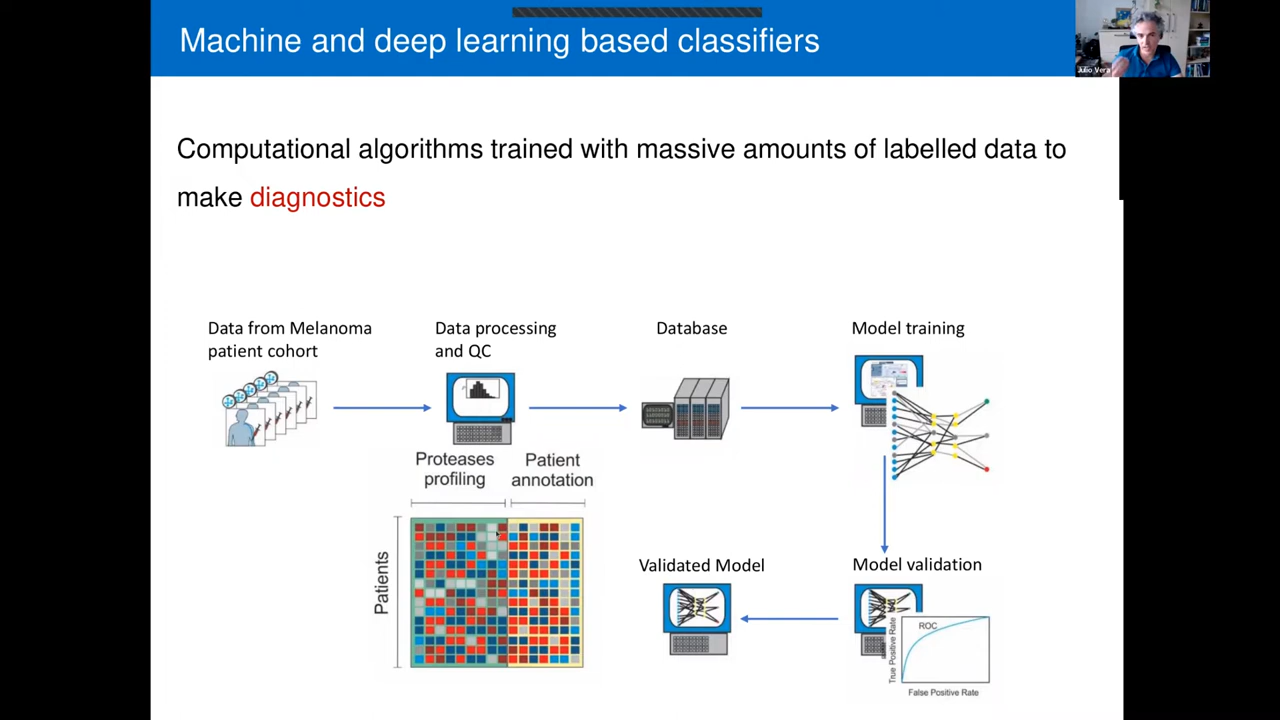 Machine and deep learning based classifiers
Julio Vera
Computational algorithms trained with massive amounts of labelled data to
make diagnostics
Data from Melanoma
patient cohort
Data processing
and QC
Database
Model training
Proteases
profiling
Patient
annotation
Patients
Validated Model
Model validation
ROC
True Positive Rate
False Positive Rate